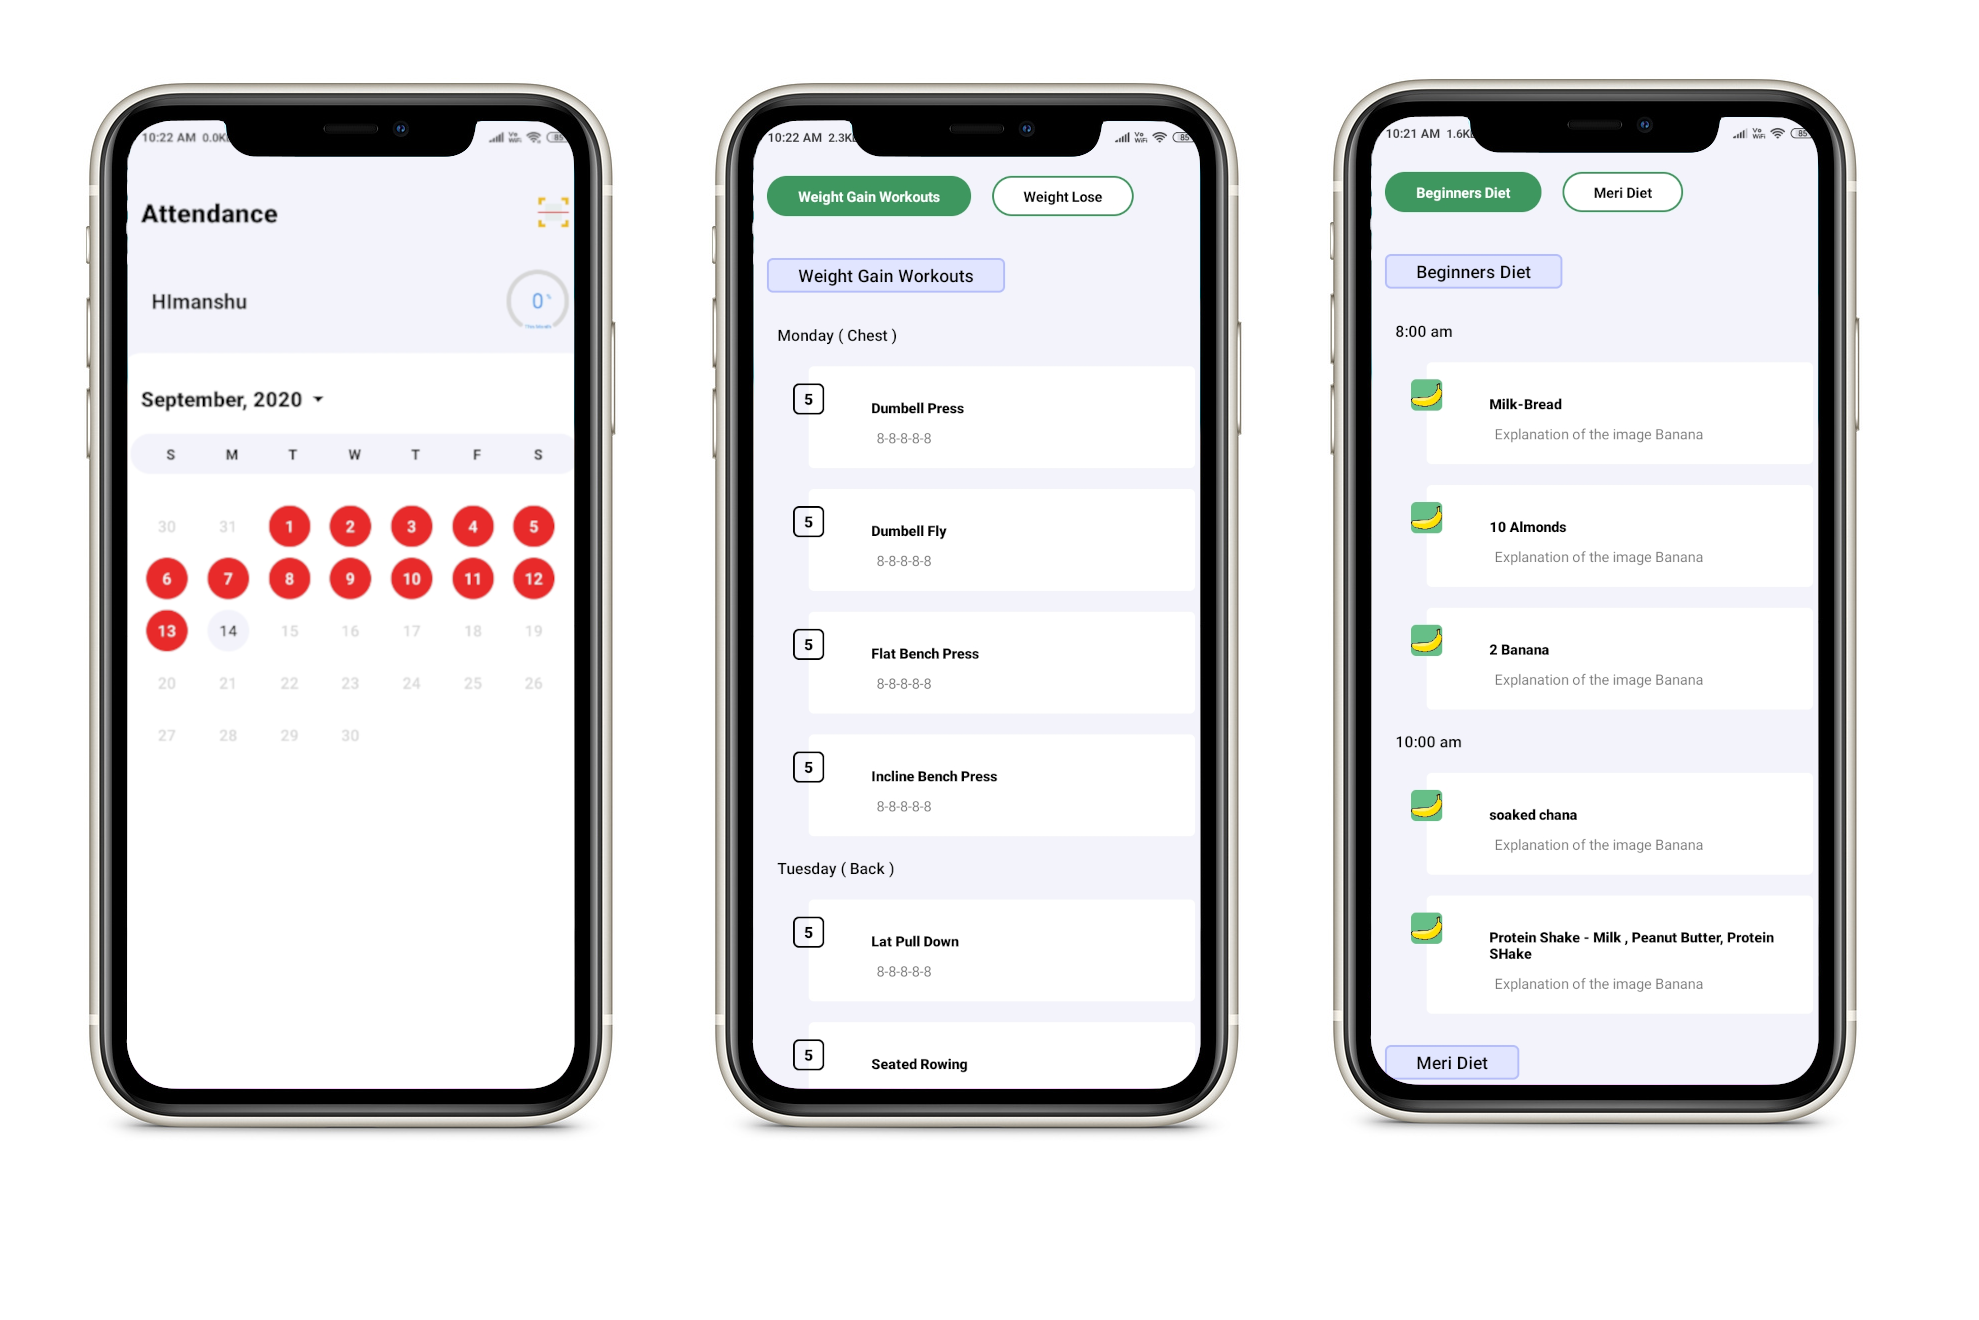 10:22 AM 0.0K
Attendance
HImanshu
0
September, 2020
S M T W T F S
30 31 1 2 3 4 5
6 7 8 9 10 11 12
13 14 15 16 17 18 19
20 21 22 23 24 25 26
27 28 29 30
10:22 AM 2.3K
Vo
WiFi
85
Weight Gain Workouts Weight Lose
Weight Gain Workouts
Monday ( Chest )
5 Dumbell Press
8-8-8-8-8
5 Dumbell Fly
8-8-8-8-8
5 Flat Bench Press
8-8-8-8-8
5 Incline Bench Press
8-8-8-8-8
Tuesday ( Back )
5 Lat Pull Down
8-8-8-8-8
5 Seated Rowing
10:21 AM 1.6K
Vo
WiFi
85
Beginners Diet Meri Diet
Beginners Diet
8:00 am
Milk-Bread
Explanation of the image Banana
10 Almonds
Explanation of the image Banana
2 Banana
Explanation of the image Banana
10:00 am
soaked chana
Explanation of the image Banana
Protein Shake - Milk , Peanut Butter, Protein
SHake
Explanation of the image Banana
Meri Diet